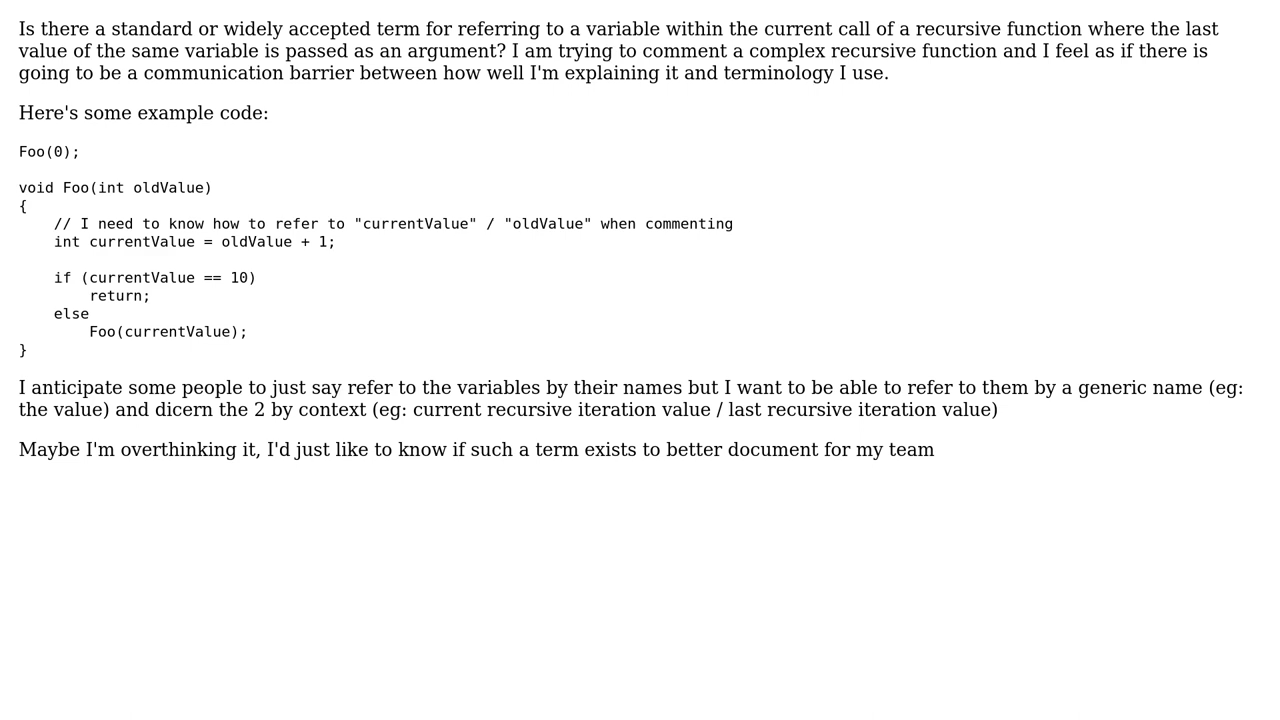 Is there a standard or widely accepted term for referring to a variable within the current call of a recursive function where the last
value of the same variable is passed as an argument? I am trying to comment a complex recursive function and I feel as if there is
going to be a communication barrier between how well I'm explaining it and terminology I use.
Here's some example code:
Foo(0);
void Foo(int oldValue)
{
    // I need to know how to refer to "currentValue" / "oldValue" when commenting
    int currentValue = oldValue + 1;
    if (currentValue == 10)
        return;
    else
        Foo(currentValue);
}
I anticipate some people to just say refer to the variables by their names but I want to be able to refer to them by a generic name (eg:
the value) and dicern the 2 by context (eg: current recursive iteration value / last recursive iteration value)
Maybe I'm overthinking it, I'd just like to know if such a term exists to better document for my team